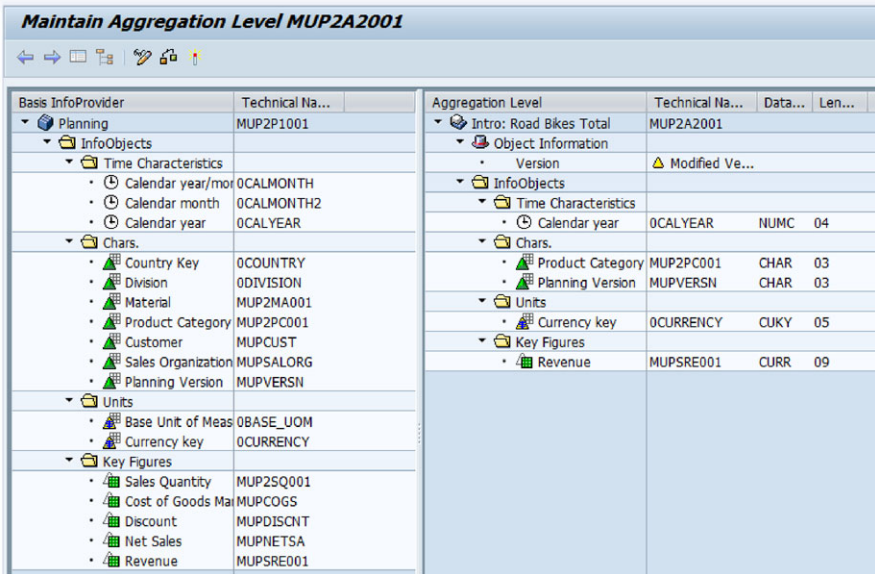 Maintain Aggregation Level MUP2A2001
Basis InfoProvider Technical Na...
Planning MUP2P1001
InfoObjects
Time Characteristics
Calendar year/mor 0CALMONTH
Calendar month 0CALMONTH2
Calendar year 0CALYEAR
Chars.
Country Key 0COUNTRY
Division 0DIVISION
Material MUP2MA001
Product Category MUP2PC001
Customer MUPCUST
Sales Organization MUPSALORG
Planning Version MUPVERSN
Units
Base Unit of Meas 0BASE_UOM
Currency key 0CURRENCY
Key Figures
Sales Quantity MUP2SQ001
Cost of Goods Ma MUPCOGS
Discount MUPDISCNT
Net Sales MUPNETSA
Revenue MUPSRE001
Aggregation Level Technical Na... Data... Len...
Intro: Road Bikes Total MUP2A2001
Object Information
Version Modified Ve...
InfoObjects
Time Characteristics
Calendar year 0CALYEAR NUMC 04
Chars.
Product Category MUP2PC001 CHAR 03
Planning Version MUPVERSN CHAR 03
Units
Currency key 0CURRENCY CUKY 05
Key Figures
Revenue MUPSRE001 CURR 09